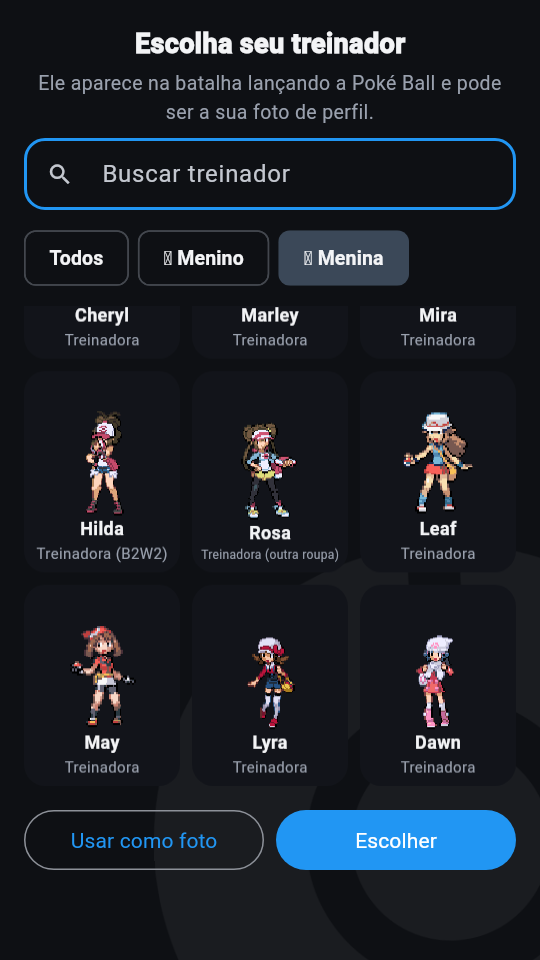 Escolha seu treinador
Ele aparece na batalha lançando a Poké Ball e pode
ser a sua foto de perfil.
Buscar treinador
Todos
Menino
Menina
Cheryl
Marley
Mira
Treinadora
Treinadora
Treinadora
Hilda
Rosa
Leaf
Treinadora (B2W2)
Treinadora (outra roupa)
Treinadora
May
Lyra
Dawn
Treinadora
Treinadora
Treinadora
Usar como foto
Escolher